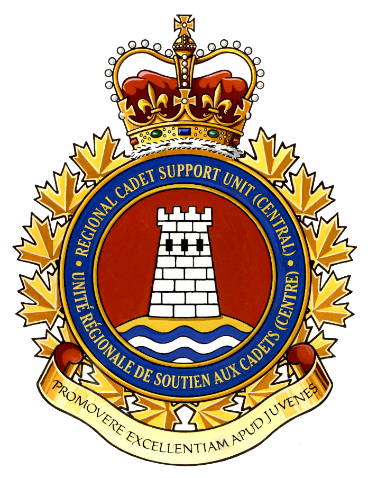 REGIONAL CADET SUPPORT UNIT (CENTRAL)
• UNITÉ RÉGIONALE DE SOUTIEN AUX CADETS (CENTRE) •
PROMOVERE EXCELLENTIAM APUD JUVENES